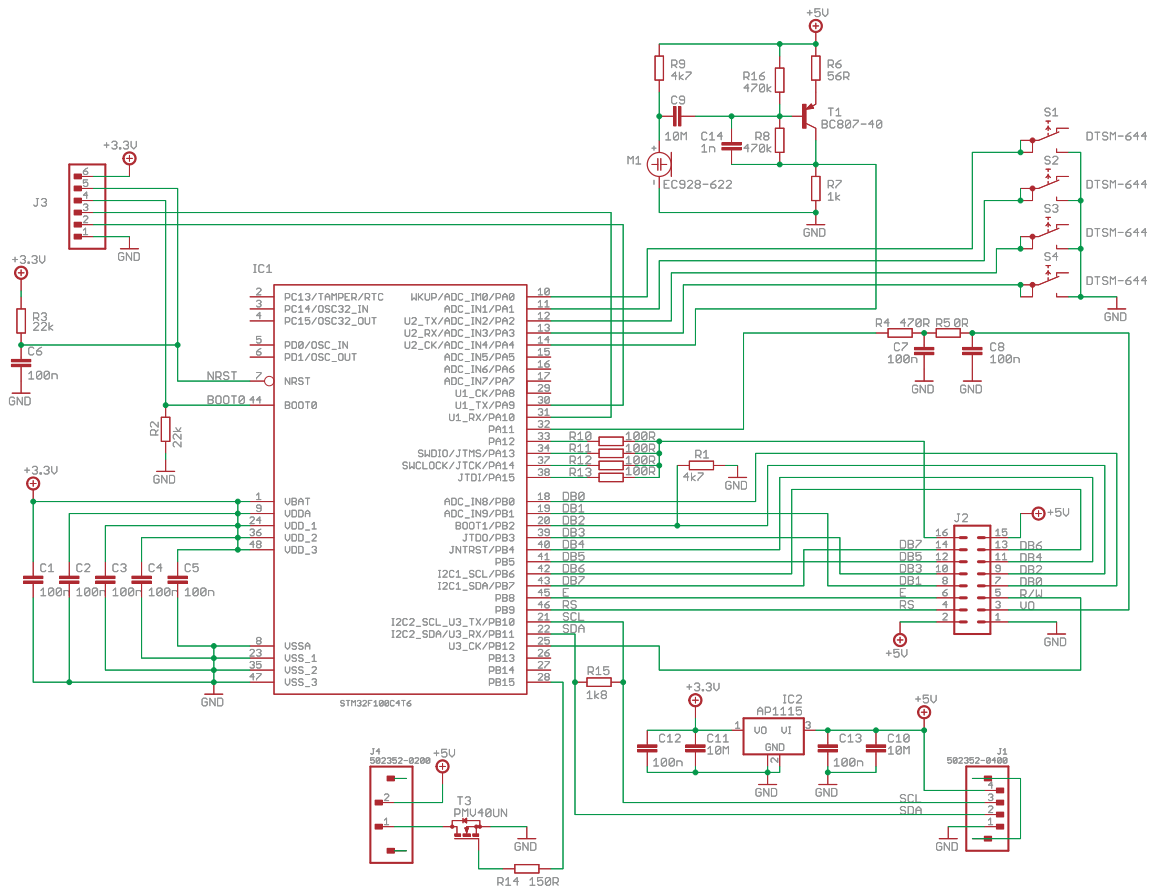 +5V
R9
4k7
R16
470k
R6
56R
C9
10M
T1
BC807-40
C14
1n
R8
470k
M1
EC928-622
R7
1k
GND
S1
DTSM-644
S2
DTSM-644
S3
DTSM-644
S4
DTSM-644
GND
+3.3V
J3
6
5
4
3
2
1
GND
+3.3V
R3
22k
C6
100n
GND
NRST
BOOT0
R2
22k
GND
IC1
2 PC13/TAMPER/RTC
3 PC14/OSC32_IN
4 PC15/OSC32_OUT
5 PD0/OSC_IN
6 PD1/OSC_OUT
7 NRST
44 BOOT0
1 VBAT
9 VDDA
24 VDD_1
36 VDD_2
48 VDD_3
8 VSSA
23 VSS_1
35 VSS_2
47 VSS_3
WKUP/ADC_IM0/PA0 10
ADC_IN1/PA1 11
U2_TX/ADC_IN2/PA2 12
U2_RX/ADC_IN3/PA3 13
U2_CK/ADC_IN4/PA4 14
ADC_IN5/PA5 15
ADC_IN6/PA6 16
ADC_IN7/PA7 17
U1_CK/PA8 29
U1_TX/PA9 30
U1_RX/PA10 31
PA11 32
PA12 33
SWDIO/JTMS/PA13 34
SWCLOCK/JTCK/PA14 37
JTDI/PA15 38
ADC_IN8/PB0 18 DB0
ADC_IN9/PB1 19 DB1
BOOT1/PB2 20 DB2
JTDO/PB3 39 DB3
JNTRST/PB4 40 DB4
PB5 41 DB5
I2C1_SCL/PB6 42 DB6
I2C1_SDA/PB7 43 DB7
PB8 45 E
PB9 46 RS
I2C2_SCL_U3_TX/PB10 21 SCL
I2C2_SDA/U3_RX/PB11 22 SDA
U3_CK/PB12 25
PB13 26
PB14 27
PB15 28
STM32F100C4T6
R10 100R
R11 100R
R12 100R
R13 100R
R1
4k7
GND
R4 470R
R5 0R
C7
100n
C8
100n
GND
GND
+3.3V
C1
100n
C2
100n
C3
100n
C4
100n
C5
100n
GND
J2
+5V
16 15
DB7 14 13 DB6
DB5 12 11 DB4
DB3 10 9 DB2
DB1 8 7 DB0
E 6 5 R/W
RS 4 3 VO
2 1
+5V
GND
R15
1k8
+3.3V
IC2
AP1115
1 VO VI 3
GND
2
C12
100n
C11
10M
C13
100n
C10
10M
GND
GND
+5V
J1
502352-0400
4
SCL 3
SDA 2
1
GND
J4
502352-0200
+5V
2
1
T3
PMV40UN
GND
R14 150R